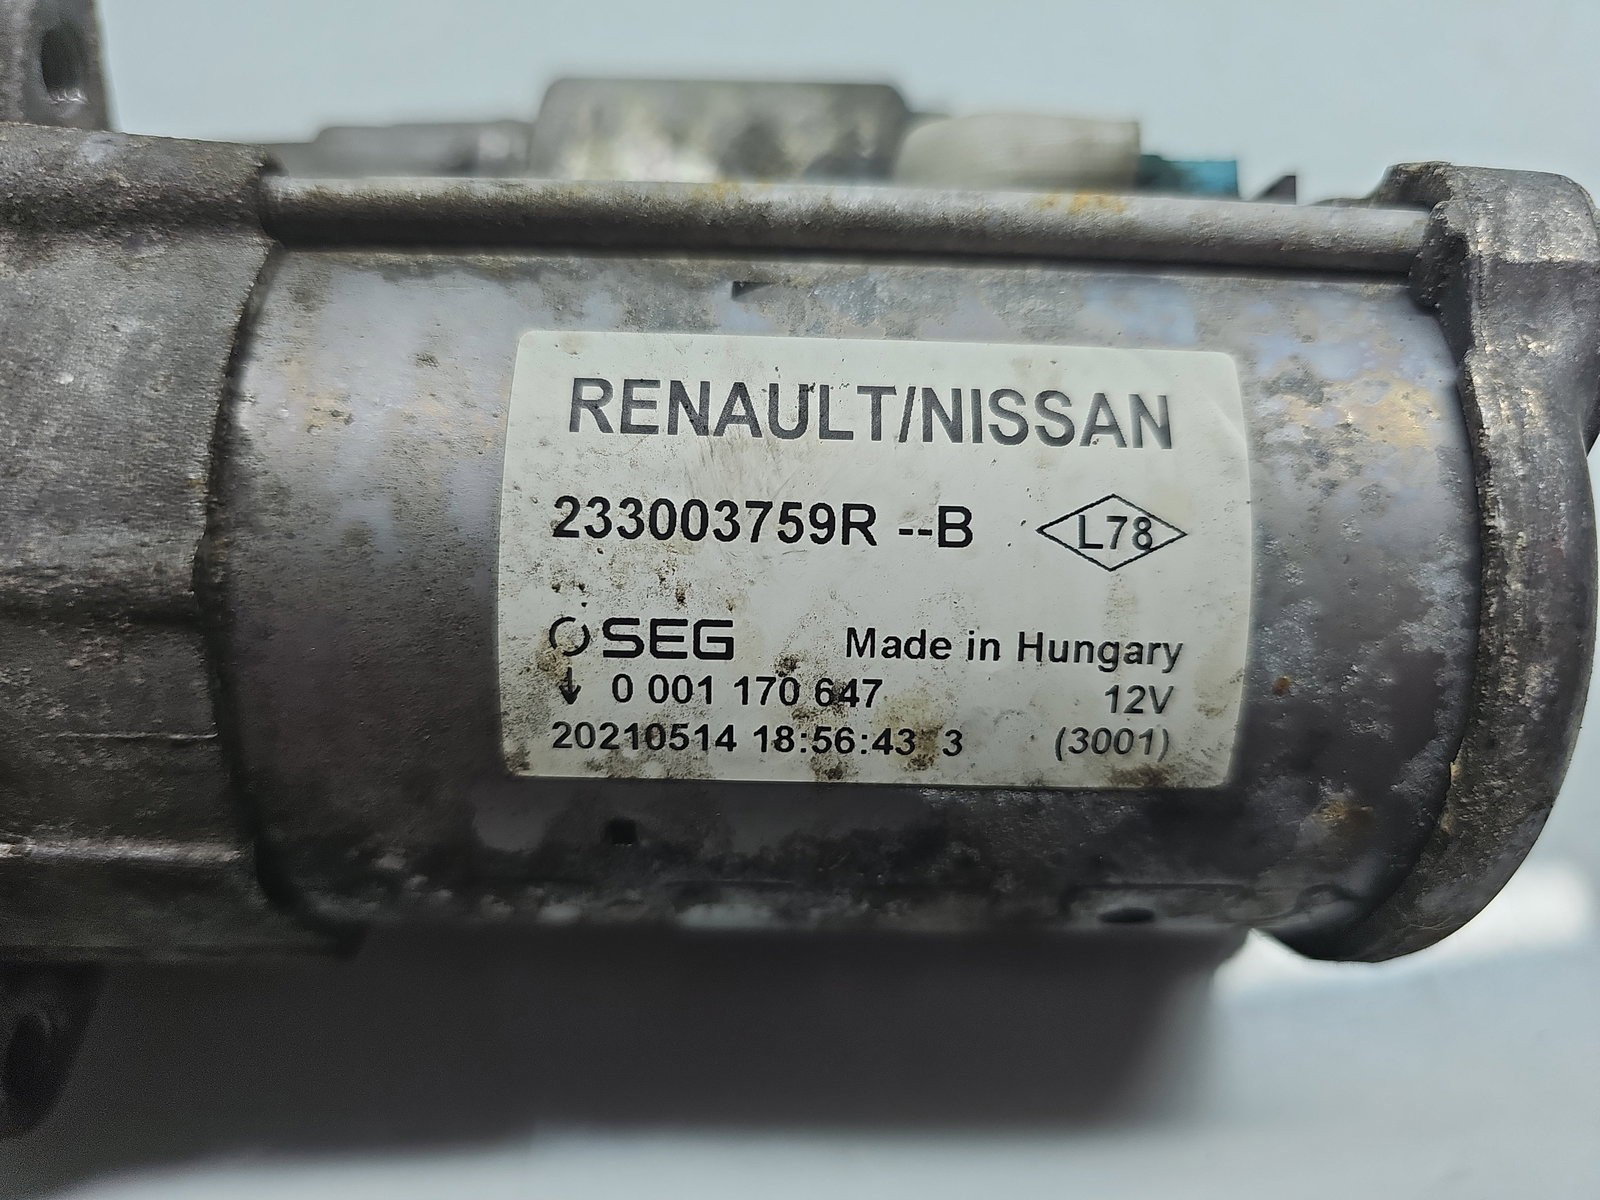 RENAULT/NISSAN
233003759R --B L78
SEG Made in Hungary
0 001 170 647 12V
20210514 18:56:43 3 (3001)